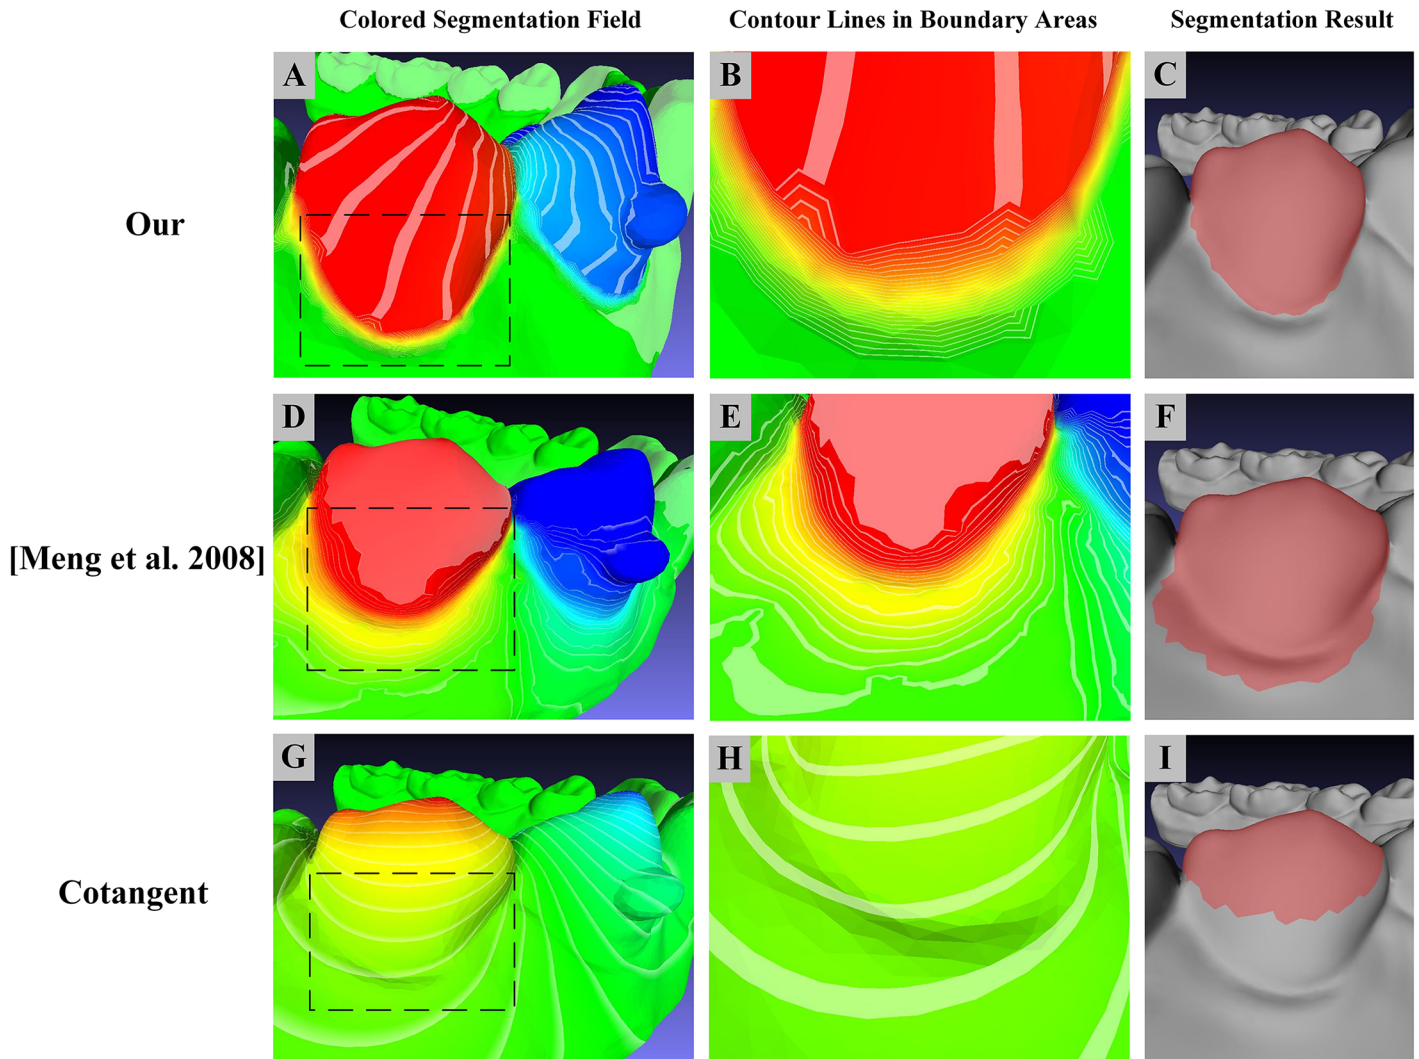 Colored Segmentation Field
Contour Lines in Boundary Areas
Segmentation Result
Our
A
B
C
[Meng et al. 2008]
D
E
F
Cotangent
G
H
I